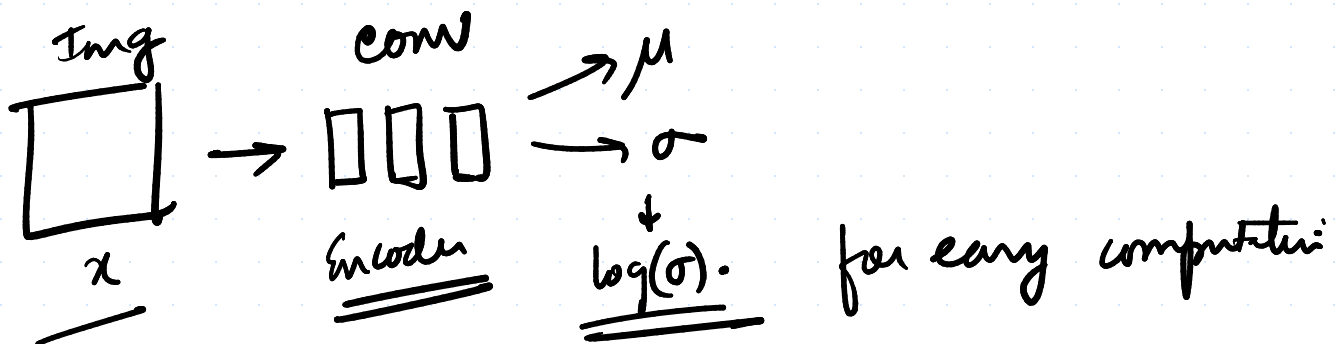 Img conv
μ
σ
x Encoder log(σ). for easy computation